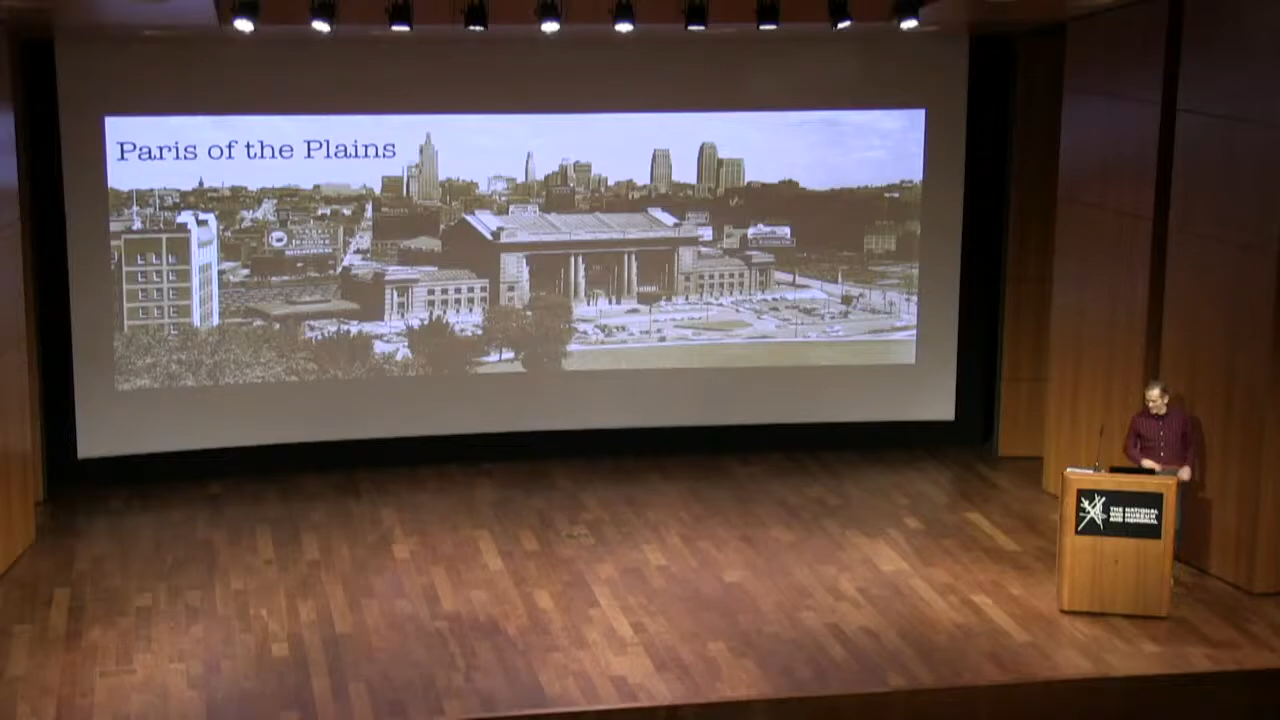 Paris of the Plains
THE NATIONAL
WWI MUSEUM
AND MEMORIAL